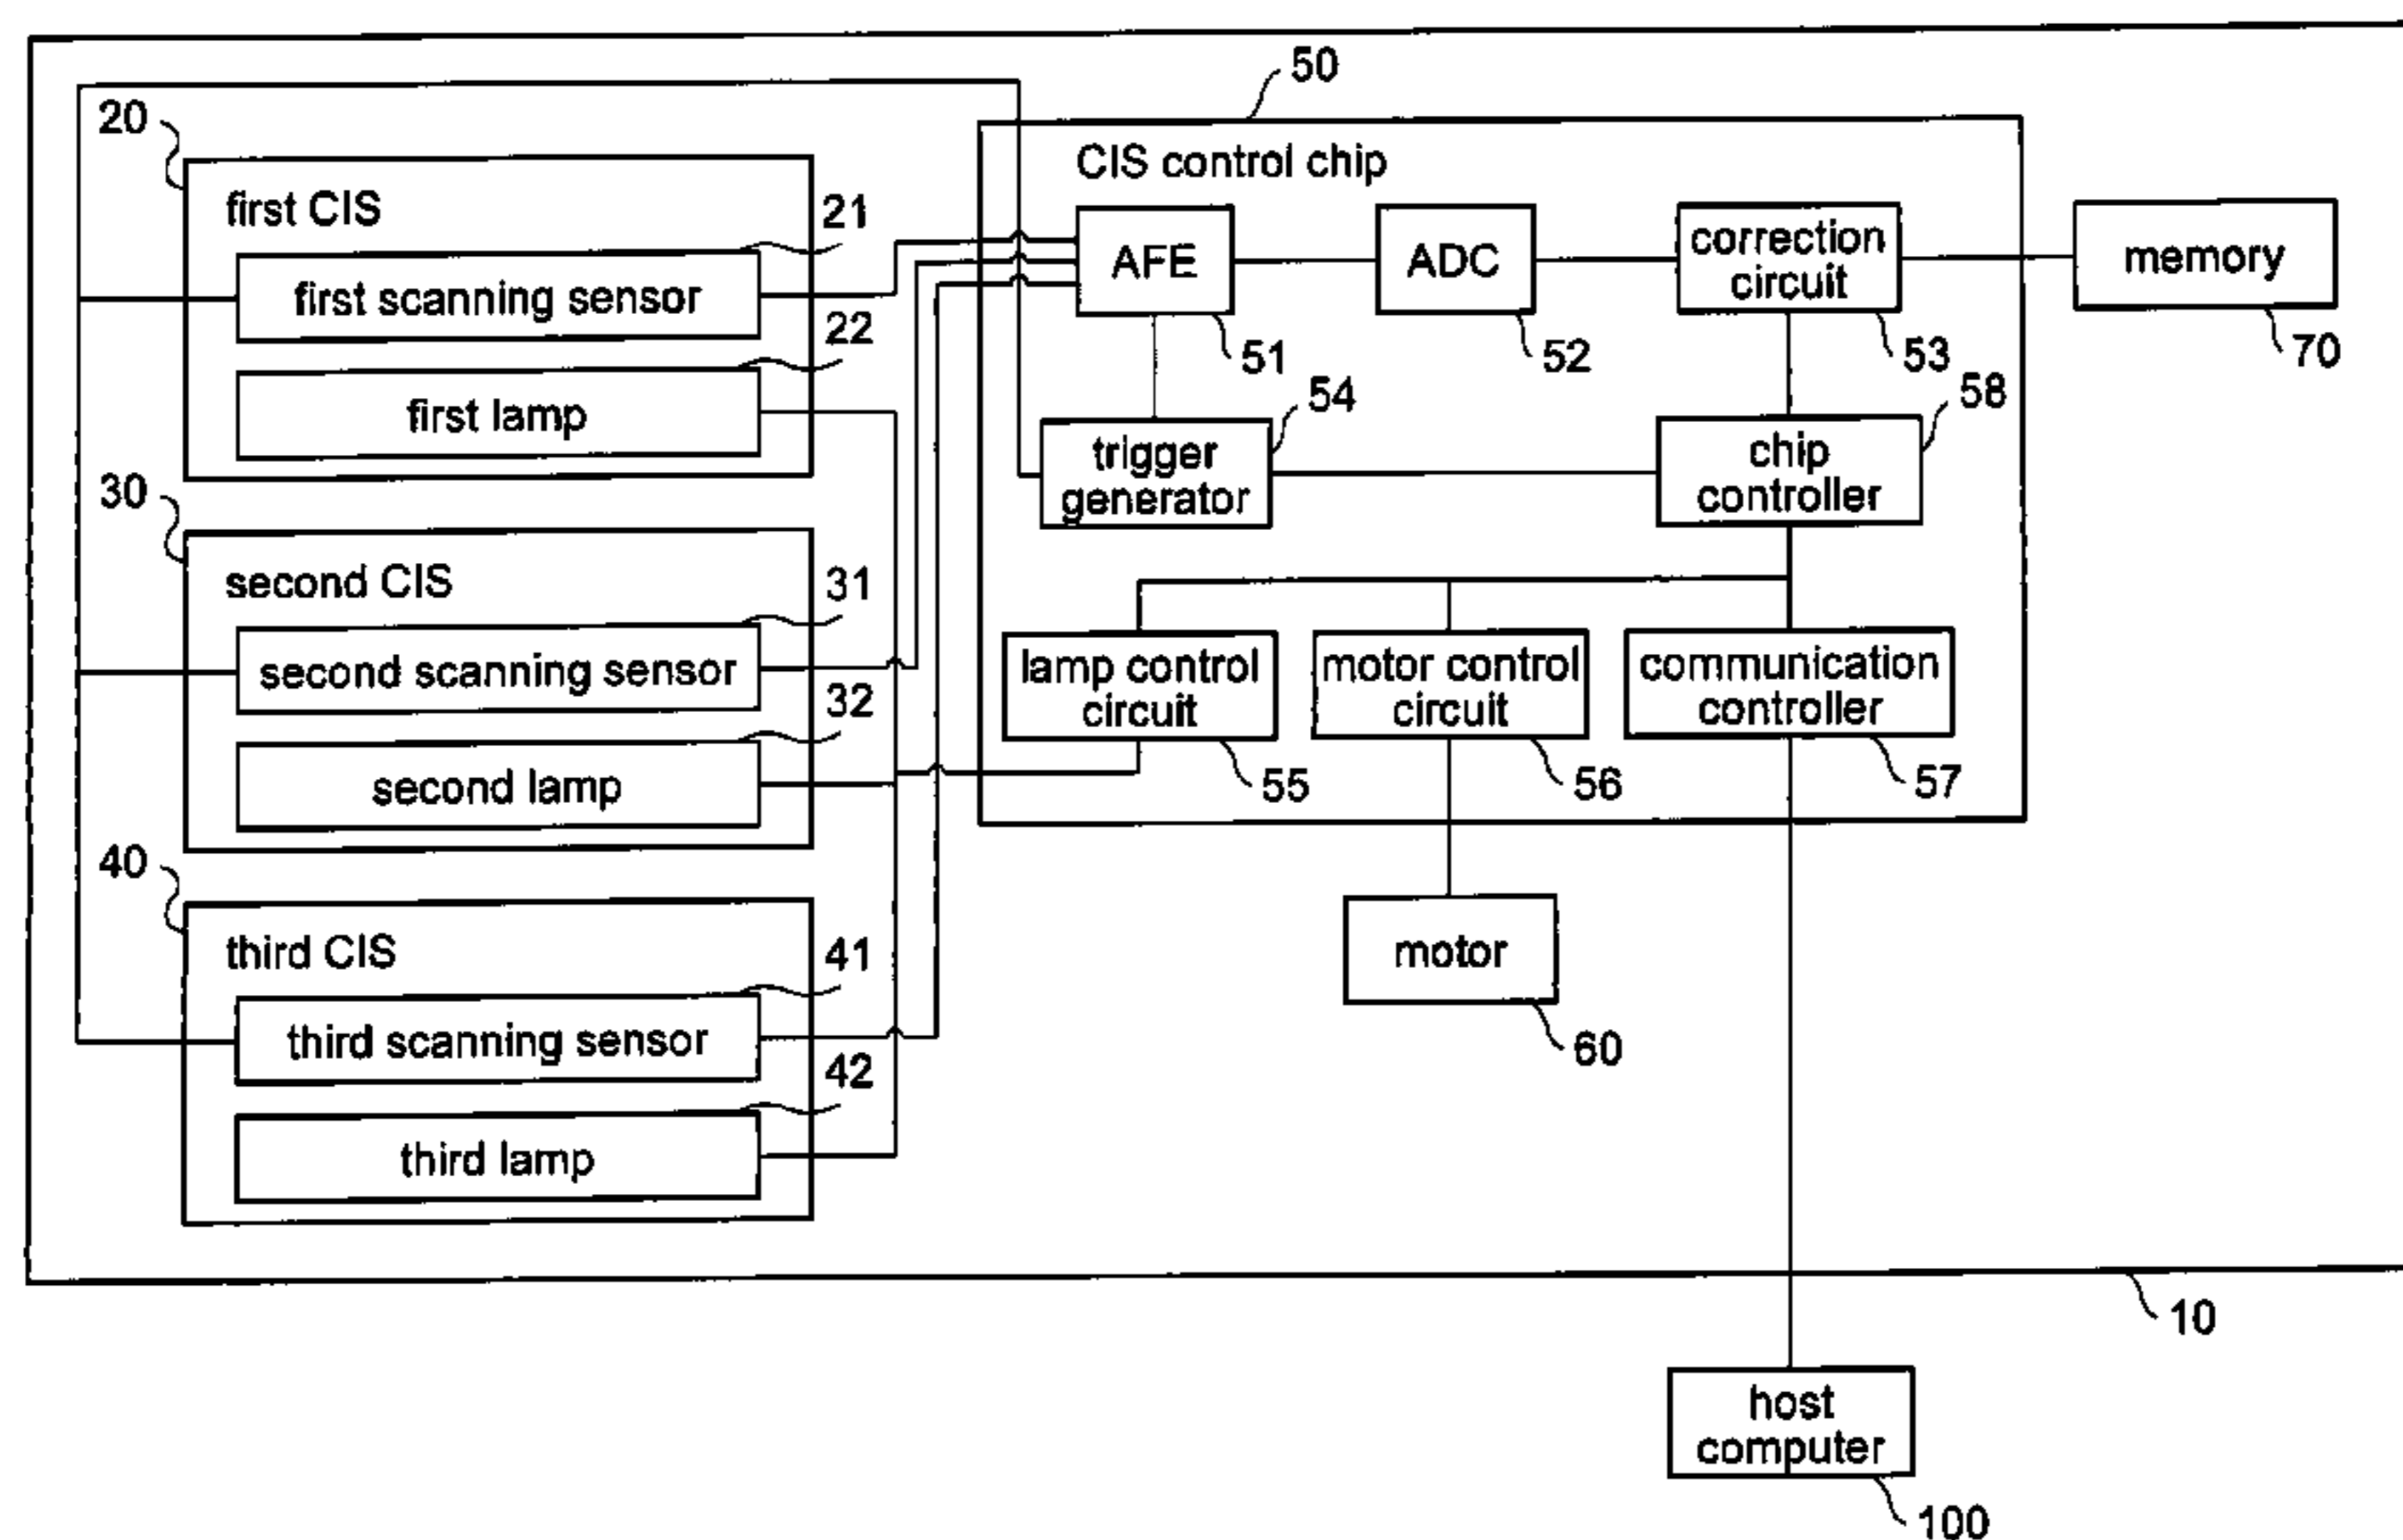 50
20
CIS control chip
first CIS
21
first scanning sensor
22
first lamp
AFE
51
ADC
52
correction
circuit
53
memory
70
54
trigger
generator
58
chip
controller
30
second CIS
31
second scanning sensor
32
second lamp
lamp control
circuit
55
motor control
circuit
56
communication
controller
57
40
third CIS
41
third scanning sensor
42
third lamp
motor
60
10
host
computer
100